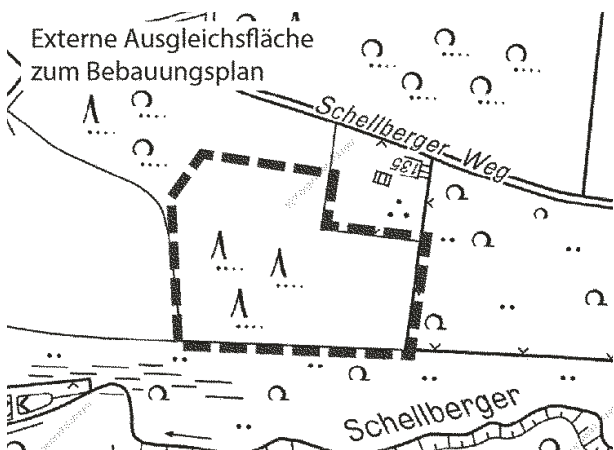 Externe Ausgleichsfläche
zum Bebauungsplan
Schellberger Weg
135
Schellberger